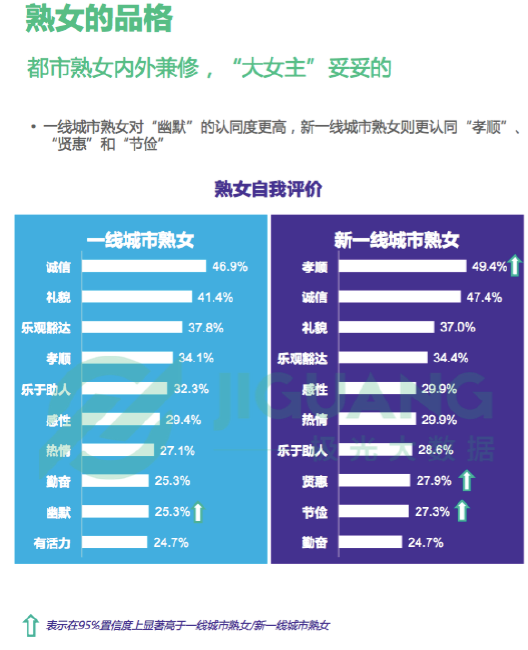 熟女的品格
都市熟女内外兼修，“大女主”妥妥的
• 一线城市熟女对“幽默”的认同度更高，新一线城市熟女则更认同“孝顺”、
“贤惠”和“节俭”
熟女自我评价
一线城市熟女
诚信 46.9%
礼貌 41.4%
乐观豁达 37.8%
孝顺 34.1%
乐于助人 32.3%
感性 29.4%
热情 27.1%
勤奋 25.3%
幽默 25.3%
有活力 24.7%
新一线城市熟女
孝顺 49.4%
诚信 47.4%
礼貌 37.0%
乐观豁达 34.4%
感性 29.9%
热情 29.9%
乐于助人 28.6%
贤惠 27.9%
节俭 27.3%
勤奋 24.7%
JIGUANG
极光大数据
表示在95%置信度上显著高于一线城市熟女/新一线城市熟女